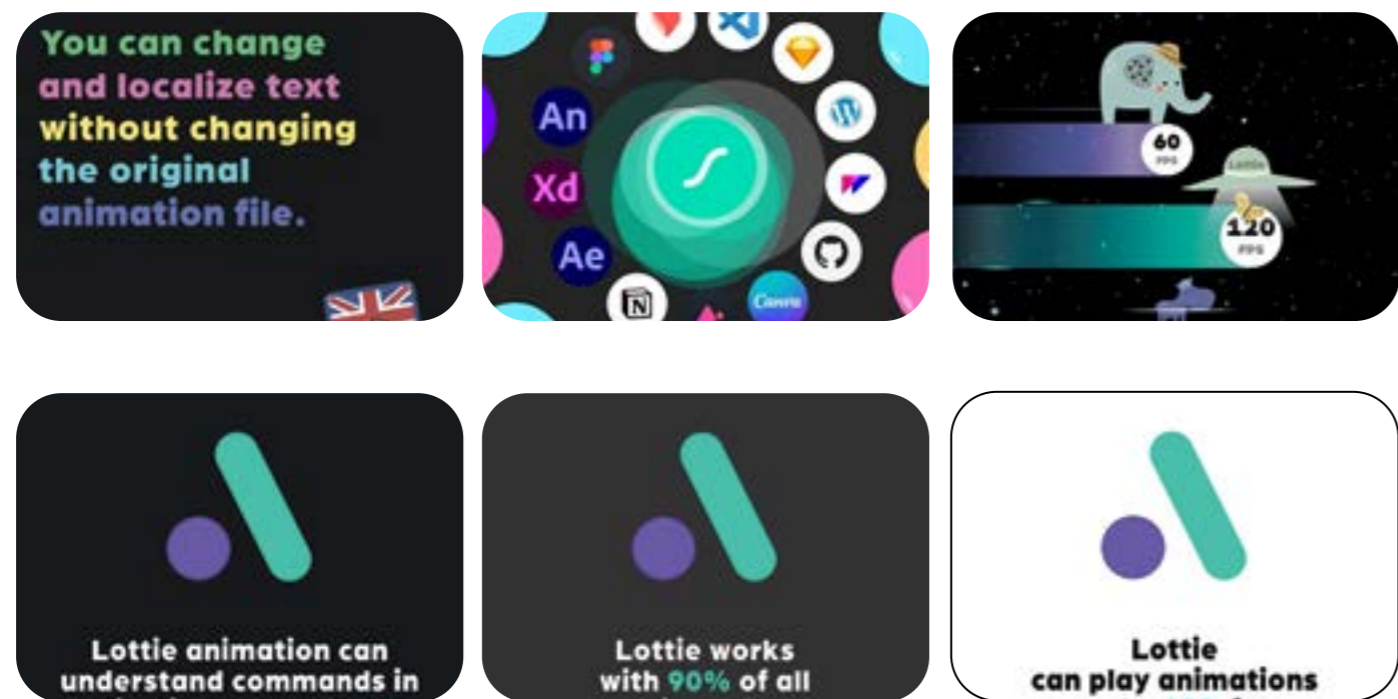 You can change
and localize text
without changing
the original
animation file.
An
Xd
Ae
N
Canva
60
FPS
Lottie
120
FPS
Lottie animation can
understand commands in
Lottie works
with 90% of all
Lottie
can play animations